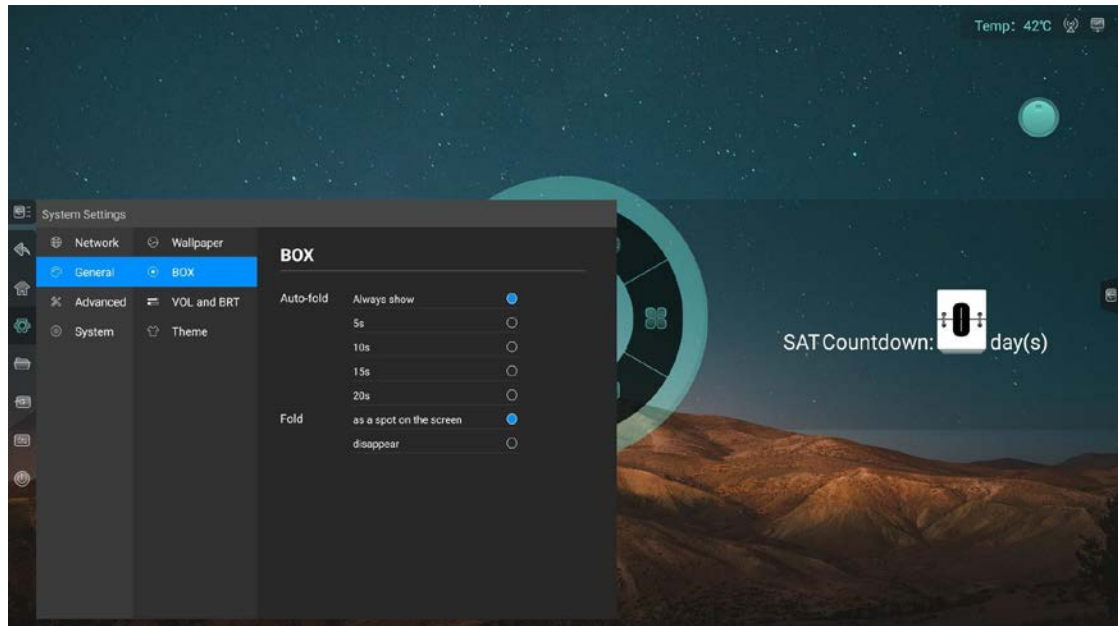 Temp: 42℃
System Settings
Network
General
Advanced
System
Wallpaper
BOX
VOL and BRT
Theme
BOX
Auto-fold
Always show
5s
10s
15s
20s
Fold
as a spot on the screen
disappear
SAT Countdown: 0 day(s)